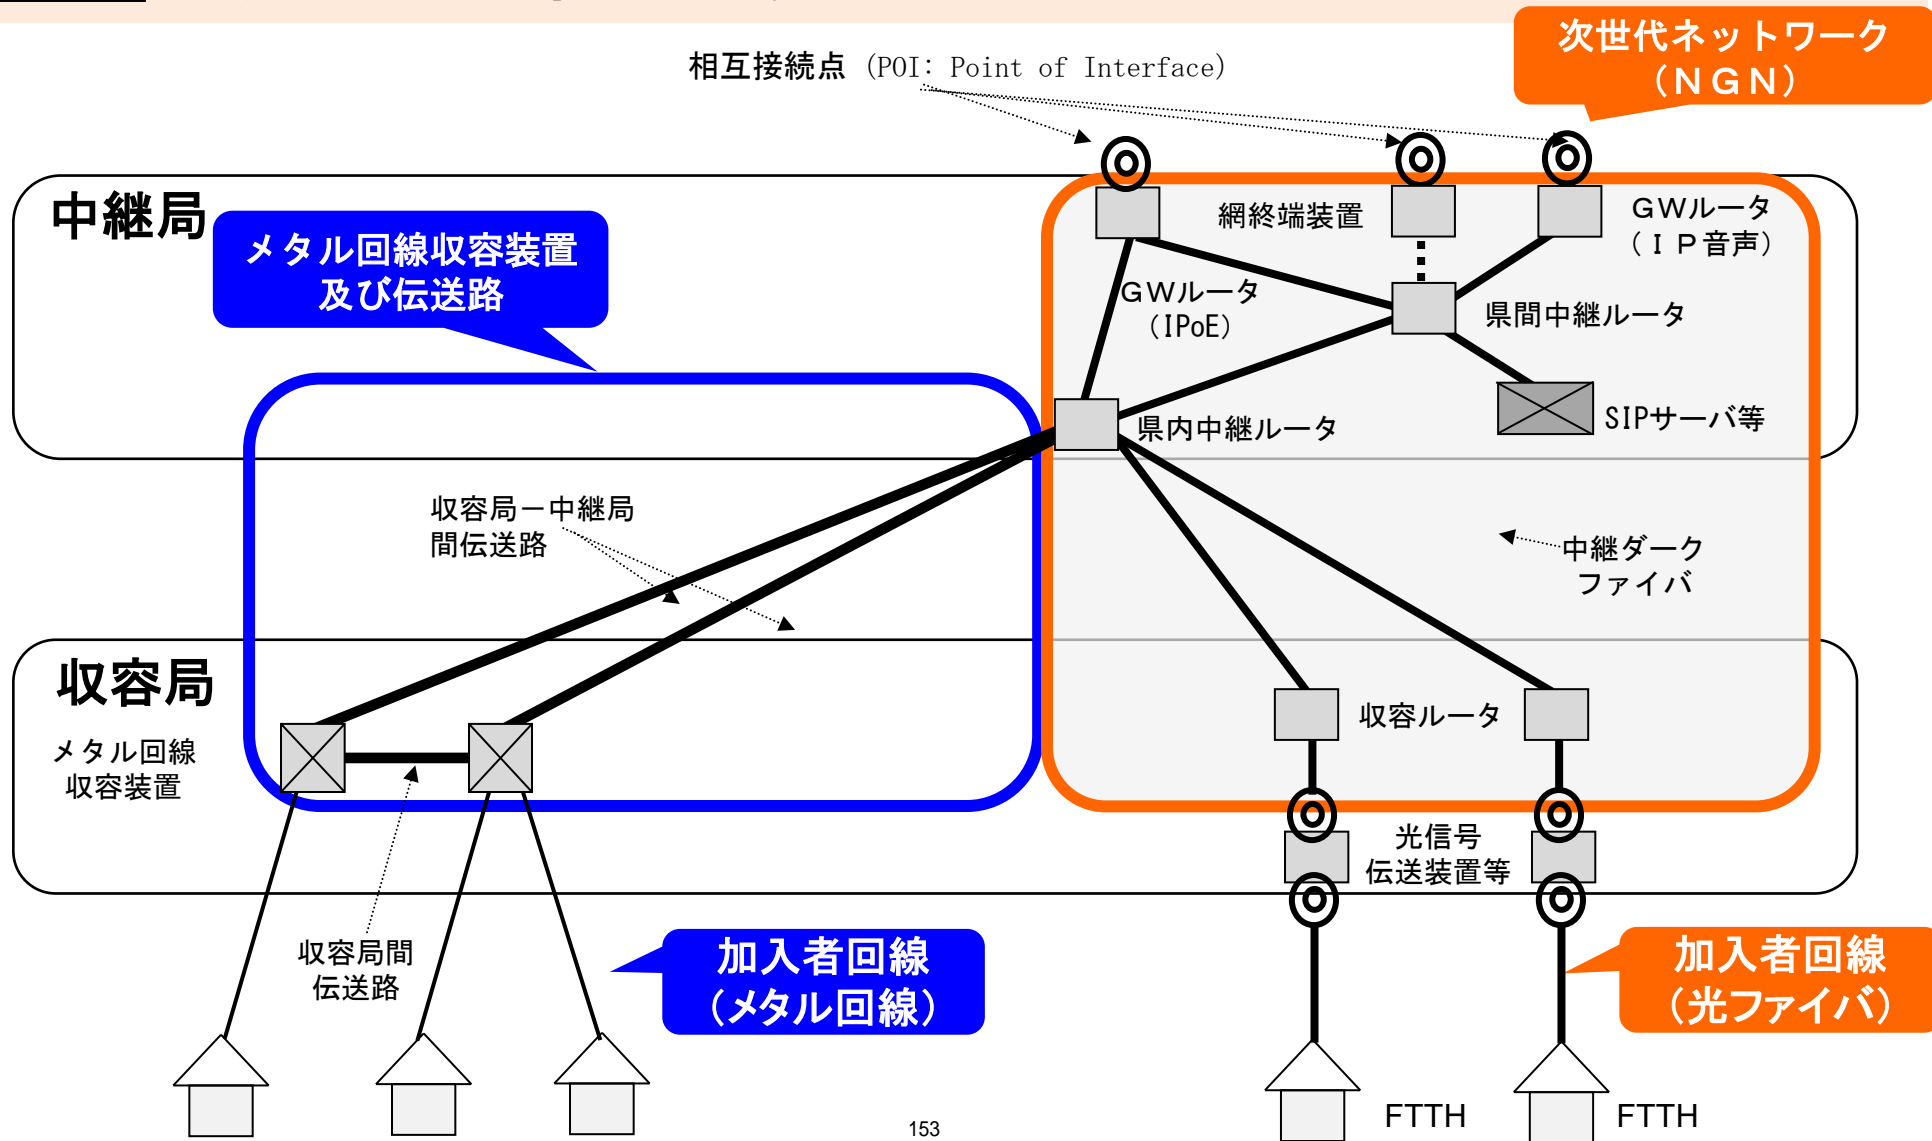 相互接続点（POI: Point of Interface）
次世代ネットワーク
（ＮＧＮ）
中継局
メタル回線収容装置
及び伝送路
網終端装置
ＧＷルータ
（ＩＰ音声）
ＧＷルータ
（IPoE）
県間中継ルータ
県内中継ルータ
SIPサーバ等
収容局－中継局
間伝送路
中継ダーク
ファイバ
収容局
メタル回線
収容装置
収容ルータ
光信号
伝送装置等
収容局間
伝送路
加入者回線
（メタル回線）
加入者回線
（光ファイバ）
FTTH
FTTH
153